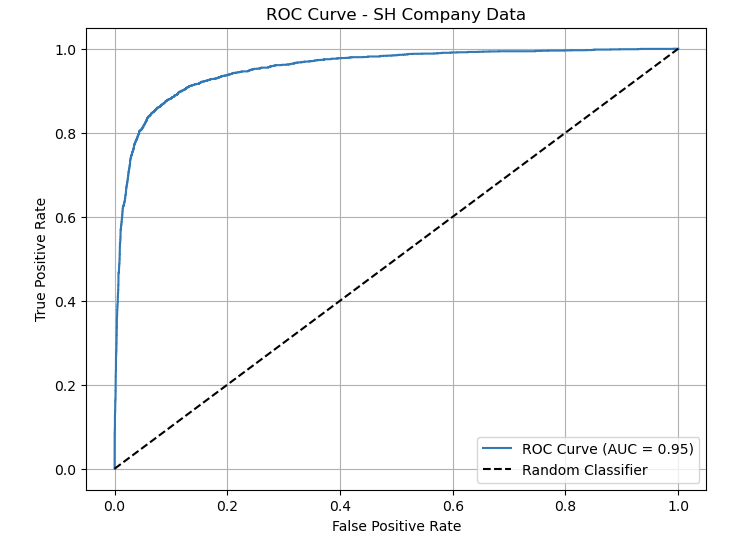 ROC Curve - SH Company Data
True Positive Rate
1.0
0.8
0.6
0.4
0.2
0.0
ROC Curve (AUC = 0.95)
Random Classifier
0.0 0.2 0.4 0.6 0.8 1.0
False Positive Rate